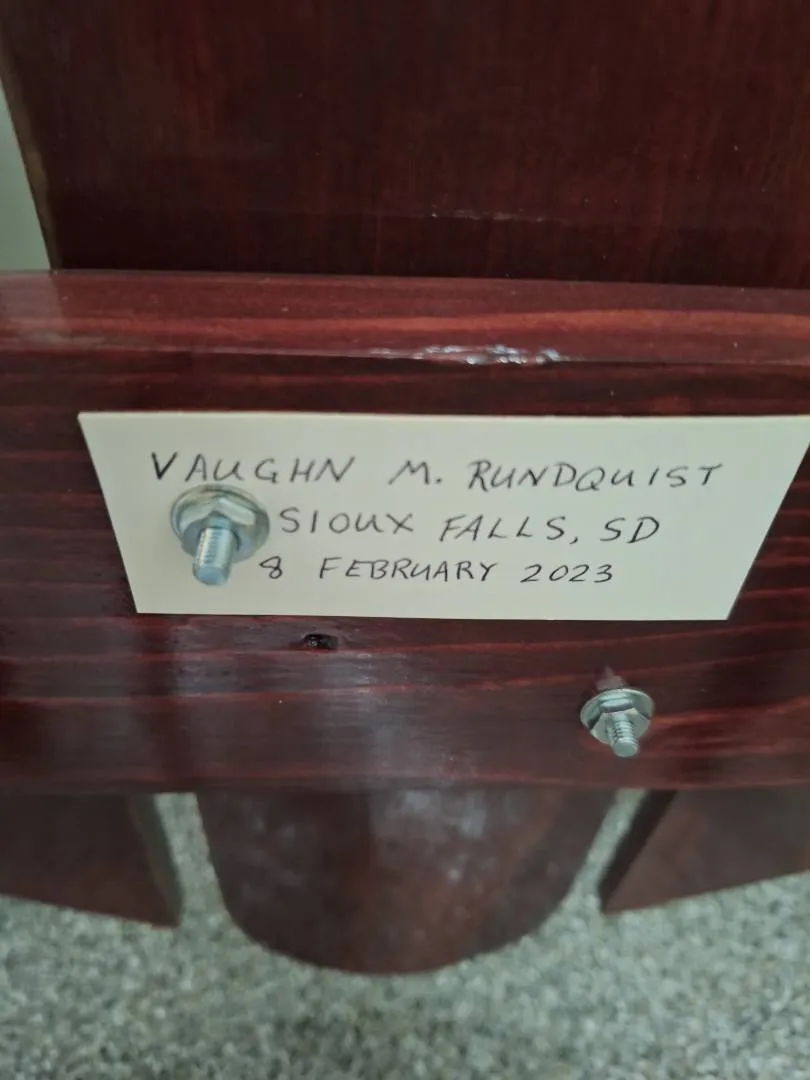 VAUGHN M. RUNDQUIST
SIOUX FALLS, SD
8 FEBRUARY 2023